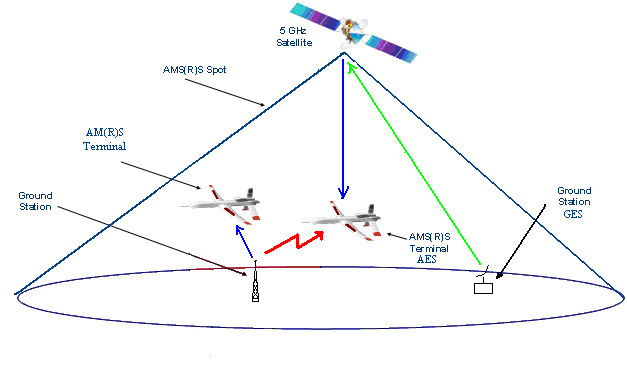 5 GHz
Satellite
AMS(R)S Spot
AM(R)S
Terminal
Ground
Station
Ground
Station
GES
AMS(R)S
Terminal
AES